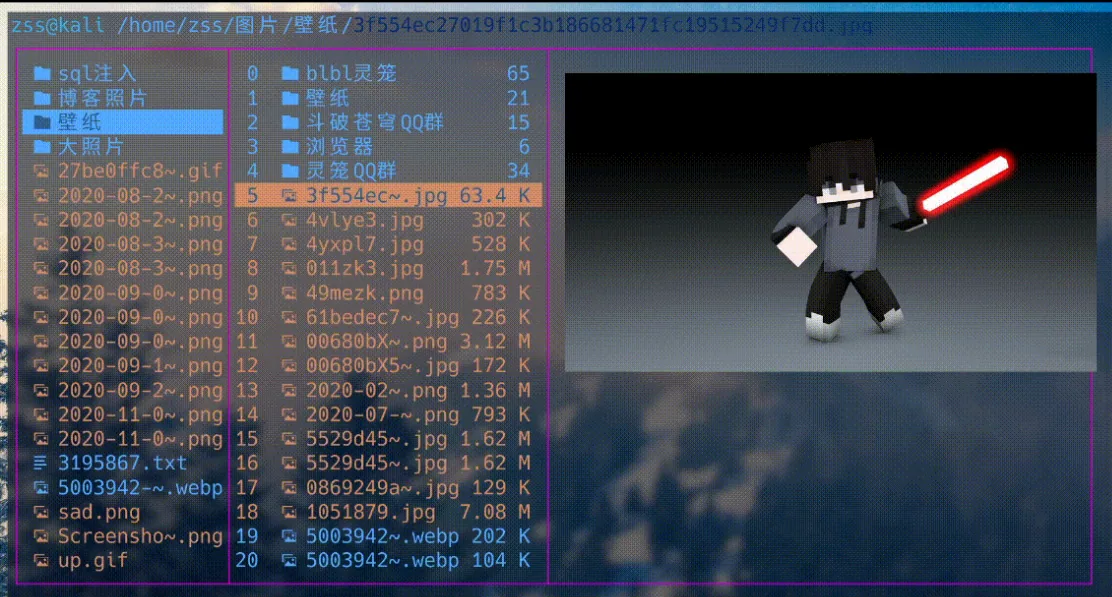 zss@kali /home/zss/图片/壁纸/3f554ec27019f1c3b186681471fc19515249f7dd.jpg
sql注入
博客照片
壁纸
大照片
27be0ffc8~.gif
2020-08-2~.png
2020-08-2~.png
2020-08-3~.png
2020-08-3~.png
2020-09-0~.png
2020-09-0~.png
2020-09-0~.png
2020-09-1~.png
2020-09-2~.png
2020-11-0~.png
2020-11-0~.png
3195867.txt
5003942-~.webp
sad.png
Screensho~.png
up.gif
0 blbl灵笼 65
1 壁纸 21
2 斗破苍穹QQ群 15
3 浏览器 6
4 灵笼QQ群 34
5 3f554ec~.jpg 63.4 K
6 4vlye3.jpg 302 K
7 4yxpl7.jpg 528 K
8 011zk3.jpg 1.75 M
9 49mezk.png 783 K
10 61bedec7~.jpg 226 K
11 00680bX~.png 3.12 M
12 00680bX5~.jpg 172 K
13 2020-02~.png 1.36 M
14 2020-07-~.png 793 K
15 5529d45~.jpg 1.62 M
16 5529d45~.jpg 1.62 M
17 0869249a~.jpg 129 K
18 1051879.jpg 7.08 M
19 5003942~.webp 202 K
20 5003942~.webp 104 K